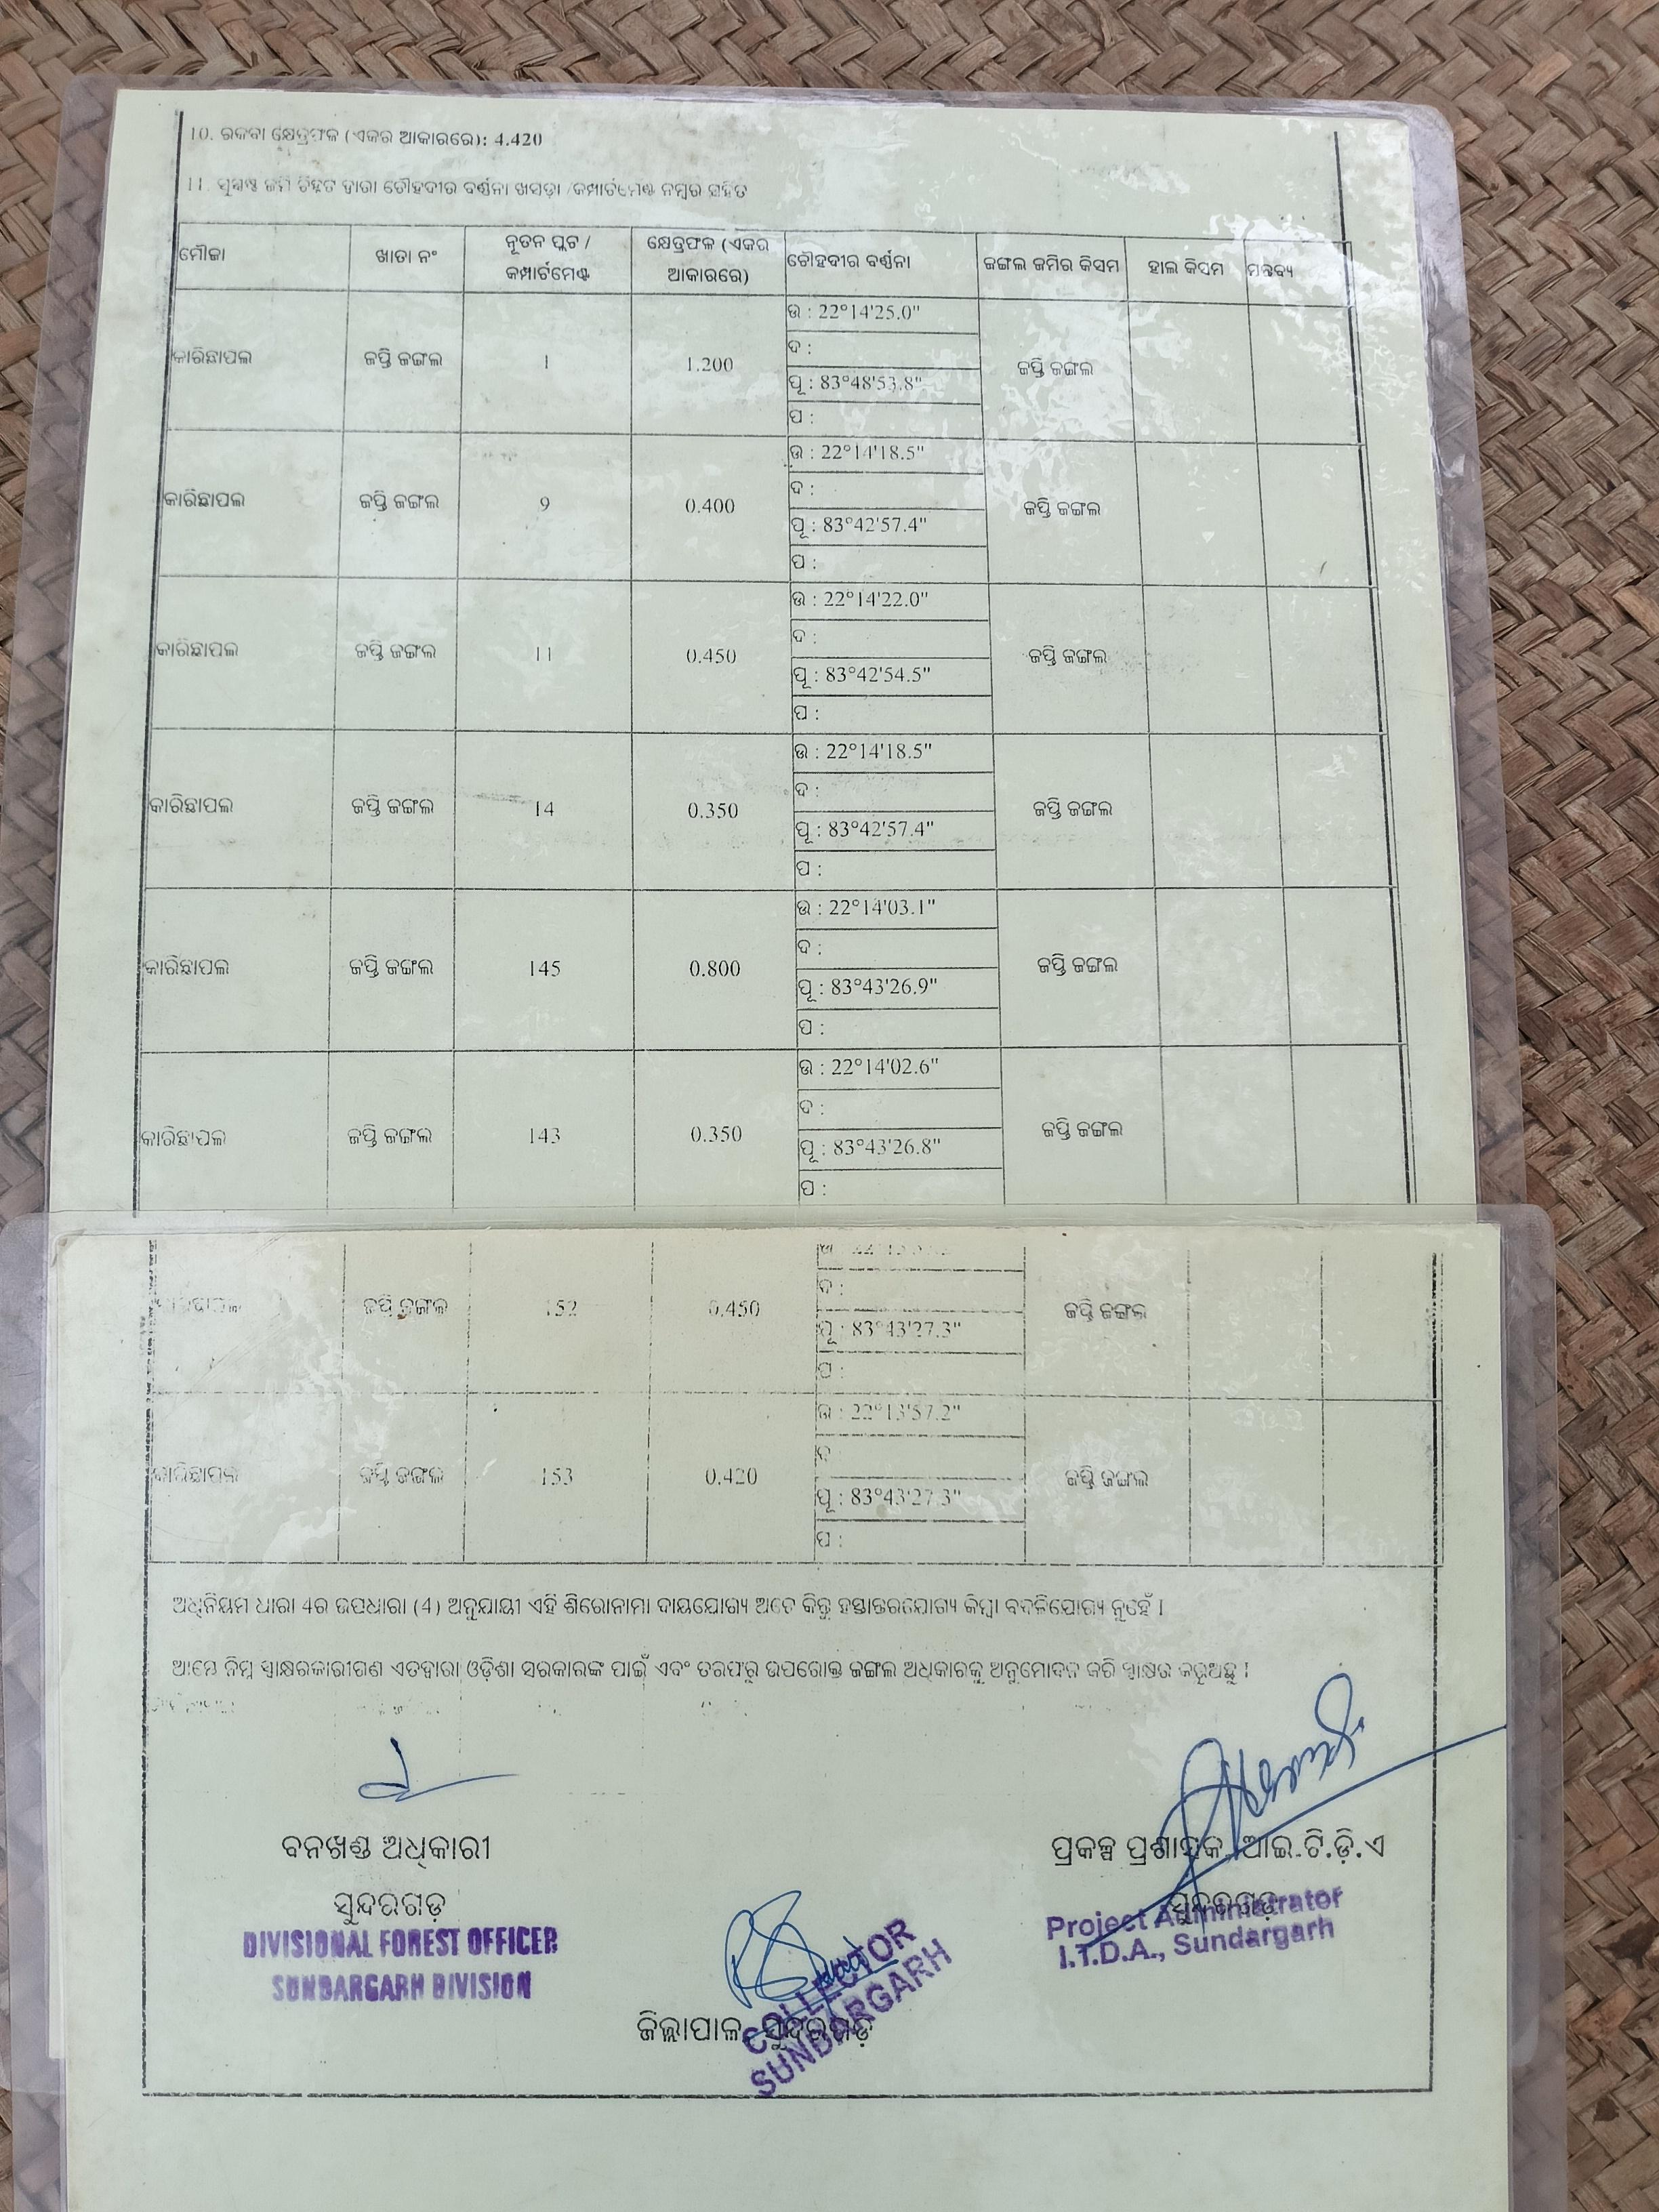 10. ରକବା କ୍ଷେତ୍ରଫଳ (ଏକର ଆକାରରେ): 4.420
11. ସୁସ୍ପଷ୍ଟ ଜମି ଚିହ୍ନଟ ଦ୍ୱାରା ଚୌହଦୀର ବର୍ଣ୍ଣନା ଖସଡ଼ା /କମ୍ପାର୍ଟମେଣ୍ଟ ନମ୍ବର ସହିତ
ମୌଜା ଖାତା ନଂ ନୂତନ ପ୍ଲଟ / କମ୍ପାର୍ଟମେଣ୍ଟ କ୍ଷେତ୍ରଫଳ (ଏକର ଆକାରରେ) ଚୌହଦୀର ବର୍ଣ୍ଣନା ଜଙ୍ଗଲ ଜମିର କିସମ ହାଲ କିସମ ମନ୍ତବ୍ୟ
କାରିଛାପଲ ଜପ୍ତି ଜଙ୍ଗଲ 1 1.200 ଜପ୍ତି ଜଙ୍ଗଲ
ଉ : 22°14'25.0"
ଦ :
ପୂ : 83°48'53.8"
ପ :
କାରିଛାପଲ ଜପ୍ତି ଜଙ୍ଗଲ 9 0.400 ଜପ୍ତି ଜଙ୍ଗଲ
ଉ : 22°14'18.5"
ଦ :
ପୂ : 83°42'57.4"
ପ :
କାରିଛାପଲ ଜପ୍ତି ଜଙ୍ଗଲ 11 0.450 ଜପ୍ତି ଜଙ୍ଗଲ
ଉ : 22°14'22.0"
ଦ :
ପୂ : 83°42'54.5"
ପ :
କାରିଛାପଲ ଜପ୍ତି ଜଙ୍ଗଲ 14 0.350 ଜପ୍ତି ଜଙ୍ଗଲ
ଉ : 22°14'18.5"
ଦ :
ପୂ : 83°42'57.4"
ପ :
କାରିଛାପଲ ଜପ୍ତି ଜଙ୍ଗଲ 145 0.800 ଜପ୍ତି ଜଙ୍ଗଲ
ଉ : 22°14'03.1"
ଦ :
ପୂ : 83°43'26.9"
ପ :
କାରିଛାପଲ ଜପ୍ତି ଜଙ୍ଗଲ 143 0.350 ଜପ୍ତି ଜଙ୍ଗଲ
ଉ : 22°14'02.6"
ଦ :
ପୂ : 83°43'26.8"
ପ :
ଜପ୍ତି ଜଙ୍ଗଲ 152 0.450 ଜପ୍ତି ଜଙ୍ଗଲ
ଦ :
ପୂ : 83°43'27.3"
ପ :
କାରିଛାପଲ ଜପ୍ତି ଜଙ୍ଗଲ 153 0.420 ଜପ୍ତି ଜଙ୍ଗଲ
ଉ : 22°13'57.2"
ଦ
ପୂ : 83°43'27.3"
ପ :
ଅଧିନିୟମ ଧାରା 4ର ଉପଧାରା (4) ଅନୁଯାୟୀ ଏହି ଶିରୋନାମା ଦାୟଯୋଗ୍ୟ ଅଟେ କିନ୍ତୁ ହସ୍ତାନ୍ତରଯୋଗ୍ୟ କିମ୍ବା ବଦଳିଯୋଗ୍ୟ ନୁହେଁ ।
ଆମେ ନିମ୍ନ ସ୍ୱାକ୍ଷରକାରୀଗଣ ଏତଦ୍ୱାରା ଓଡ଼ିଶା ସରକାରଙ୍କ ପାଇଁ ଏବଂ ତରଫରୁ ଉପରୋକ୍ତ ଜଙ୍ଗଲ ଅଧିକାରକୁ ଅନୁମୋଦନ କରି ସ୍ୱାକ୍ଷର କରୁଅଛୁ ।
ବନଖଣ୍ଡ ଅଧିକାରୀ
ସୁନ୍ଦରଗଡ଼
DIVISIONAL FOREST OFFICER
SUNDARGARH DIVISION
ପ୍ରକଳ୍ପ ପ୍ରଶାସକ, ଆଇ.ଟି.ଡ଼ି.ଏ
ସୁନ୍ଦରଗଡ଼
Project Administrator
I.T.D.A., Sundargarh
ଜିଲ୍ଲାପାଳ, ସୁନ୍ଦରଗଡ଼
COLLECTOR
SUNDARGARH